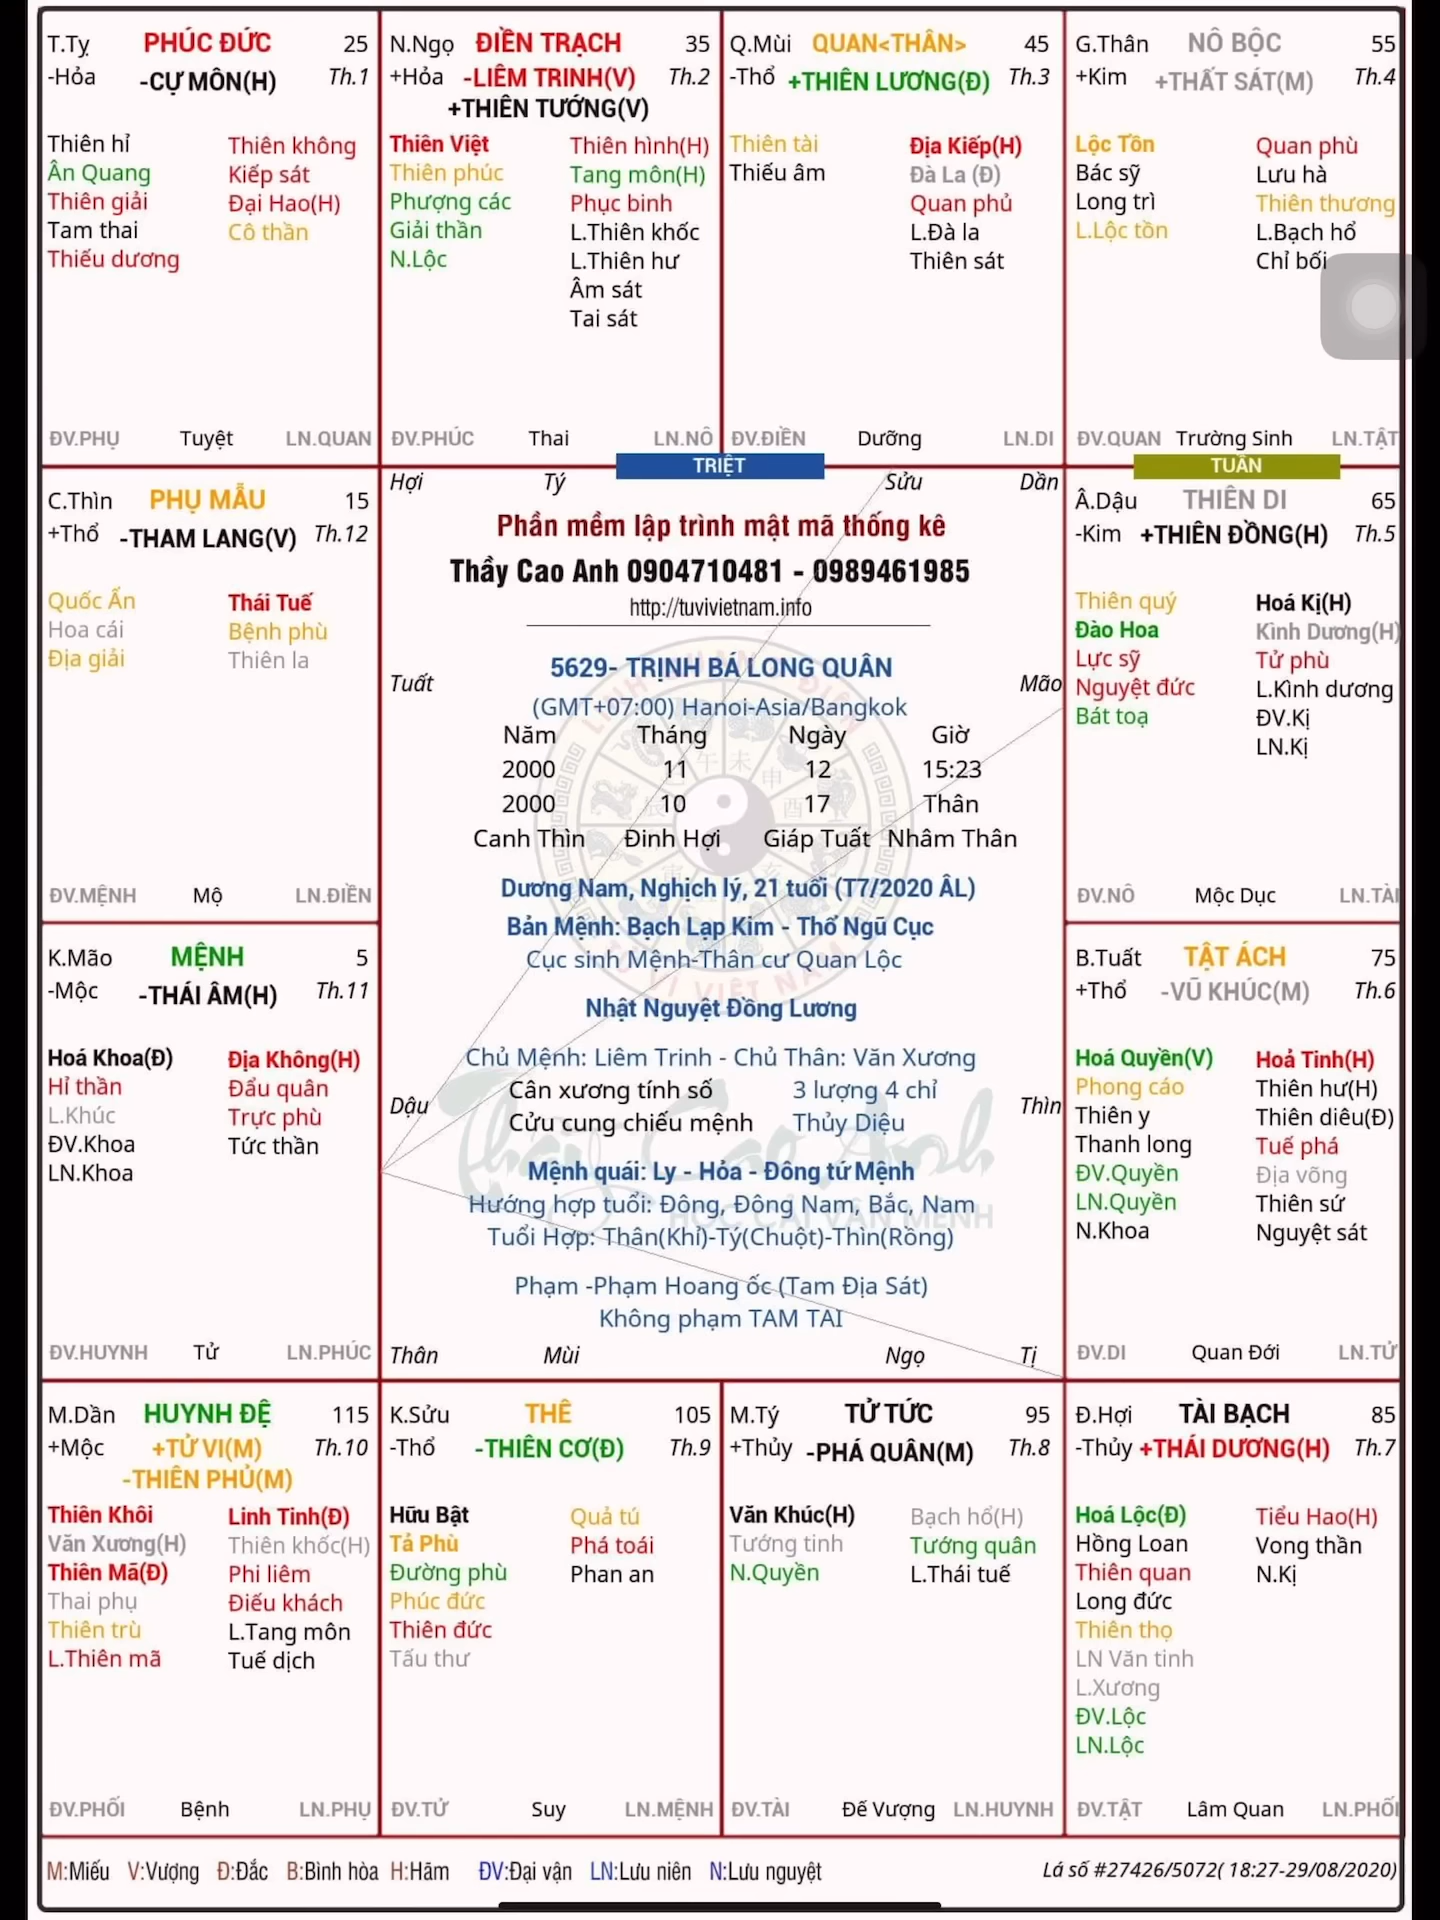 T.Tỵ PHÚC ĐỨC 25
-Hỏa -CỰ MÔN(H) Th.1
Thiên hỉ Thiên không
Ân Quang Kiếp sát
Thiên giải Đại Hao(H)
Tam thai Cô thần
Thiếu dương
ĐV.PHỤ Tuyệt LN.QUAN
N.Ngọ ĐIỀN TRẠCH 35
+Hỏa -LIÊM TRINH(V) Th.2
+THIÊN TƯỚNG(V)
Thiên Việt Thiên hình(H)
Thiên phúc Tang môn(H)
Phượng các Phục binh
Giải thần L.Thiên khốc
N.Lộc L.Thiên hư
Âm sát
Tai sát
ĐV.PHÚC Thai LN.NÔ
Q.Mùi QUAN<THÂN> 45
-Thổ +THIÊN LƯƠNG(Đ) Th.3
Thiên tài Địa Kiếp(H)
Thiếu âm Đà La (Đ)
Quan phủ
L.Đà la
Thiên sát
ĐV.ĐIỀN Dưỡng LN.DI
G.Thân NÔ BỘC 55
+Kim +THẤT SÁT(M) Th.4
Lộc Tồn Quan phù
Bác sỹ Lưu hà
Long trì Thiên thương
L.Lộc tồn L.Bạch hổ
Chỉ bối
ĐV.QUAN Trường Sinh LN.TẬT
TRIỆT
TUẦN
C.Thìn PHỤ MẪU 15
+Thổ -THAM LANG(V) Th.12
Quốc Ấn Thái Tuế
Hoa cái Bệnh phù
Địa giải Thiên la
ĐV.MỆNH Mộ LN.ĐIỀN
Hợi Tý Sửu Dần
Phần mềm lập trình mật mã thống kê
Thầy Cao Anh 0904710481 - 0989461985
http://tuvivietnam.info
5629- TRỊNH BÁ LONG QUÂN
Tuất Mão
(GMT+07:00) Hanoi-Asia/Bangkok
Năm Tháng Ngày Giờ
2000 11 12 15:23
2000 10 17 Thân
Canh Thìn Đinh Hợi Giáp Tuất Nhâm Thân
Dương Nam, Nghịch lý, 21 tuổi (T7/2020 ÂL)
Bản Mệnh: Bạch Lạp Kim - Thổ Ngũ Cục
Cục sinh Mệnh-Thân cư Quan Lộc
Nhật Nguyệt Đồng Lương
Chủ Mệnh: Liêm Trinh - Chủ Thân: Văn Xương
Cân xương tính số 3 lượng 4 chỉ
Dậu Thìn
Cửu cung chiếu mệnh Thủy Diệu
Mệnh quái: Ly - Hỏa - Đông tứ Mệnh
Hướng hợp tuổi: Đông, Đông Nam, Bắc, Nam
Tuổi Hợp: Thân(Khỉ)-Tý(Chuột)-Thìn(Rồng)
Phạm -Phạm Hoang ốc (Tam Địa Sát)
Không phạm TAM TAI
Thân Mùi Ngọ Tị
Thầy Cao Anh
HỌC CẢI VẬN MỆNH
Â.Dậu THIÊN DI 65
-Kim +THIÊN ĐỒNG(H) Th.5
Thiên quý Hoá Kị(H)
Đào Hoa Kình Dương(H)
Lực sỹ Tử phù
Nguyệt đức L.Kình dương
Bát toạ ĐV.Kị
LN.Kị
ĐV.NÔ Mộc Dục LN.TÀI
K.Mão MỆNH 5
-Mộc -THÁI ÂM(H) Th.11
Hoá Khoa(Đ) Địa Không(H)
Hỉ thần Đẩu quân
L.Khúc Trực phù
ĐV.Khoa Tức thần
LN.Khoa
ĐV.HUYNH Tử LN.PHÚC
B.Tuất TẬT ÁCH 75
+Thổ -VŨ KHÚC(M) Th.6
Hoá Quyền(V) Hoả Tinh(H)
Phong cáo Thiên hư(H)
Thiên y Thiên diêu(Đ)
Thanh long Tuế phá
ĐV.Quyền Địa võng
LN.Quyền Thiên sứ
N.Khoa Nguyệt sát
ĐV.DI Quan Đới LN.TỬ
M.Dần HUYNH ĐỆ 115
+Mộc +TỬ VI(M) Th.10
-THIÊN PHỦ(M)
Thiên Khôi Linh Tinh(Đ)
Văn Xương(H) Thiên khốc(H)
Thiên Mã(Đ) Phi liêm
Thai phụ Điếu khách
Thiên trù L.Tang môn
L.Thiên mã Tuế dịch
ĐV.PHỐI Bệnh LN.PHỤ
K.Sửu THÊ 105
-Thổ -THIÊN CƠ(Đ) Th.9
Hữu Bật Quả tú
Tả Phù Phá toái
Đường phù Phan an
Phúc đức
Thiên đức
Tấu thư
ĐV.TỬ Suy LN.MỆNH
M.Tý TỬ TỨC 95
+Thủy -PHÁ QUÂN(M) Th.8
Văn Khúc(H) Bạch hổ(H)
Tướng tinh Tướng quân
N.Quyền L.Thái tuế
ĐV.TÀI Đế Vượng LN.HUYNH
Đ.Hợi TÀI BẠCH 85
-Thủy +THÁI DƯƠNG(H) Th.7
Hoá Lộc(Đ) Tiểu Hao(H)
Hồng Loan Vong thần
Thiên quan N.Kị
Long đức
Thiên thọ
LN Văn tinh
L.Xương
ĐV.Lộc
LN.Lộc
ĐV.TẬT Lâm Quan LN.PHỐI
M:Miếu V:Vượng Đ:Đắc B:Bình hòa H:Hãm ĐV:Đại vận LN:Lưu niên N:Lưu nguyệt
Lá số #27426/5072( 18:27-29/08/2020)